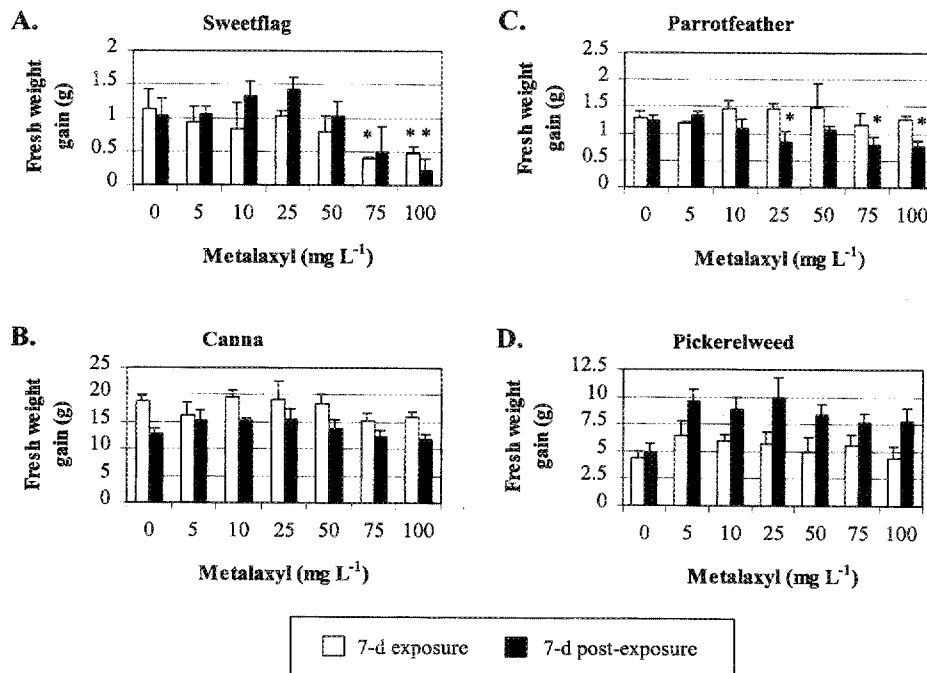 A.
Sweetflag
Fresh weight gain (g)
2
1.5
1
0.5
0
* * *
0 5 10 25 50 75 100
Metalaxyl (mg L-1)
C.
Parrotfeather
Fresh weight gain (g)
2.5
2
1.5
1
0.5
0
* * *
0 5 10 25 50 75 100
Metalaxyl (mg L-1)
B.
Canna
Fresh weight gain (g)
25
20
15
10
5
0
0 5 10 25 50 75 100
Metalaxyl (mg L-1)
D.
Pickerelweed
Fresh weight gain (g)
12.5
10
7.5
5
2.5
0
0 5 10 25 50 75 100
Metalaxyl (mg L-1)
7-d exposure 7-d post-exposure